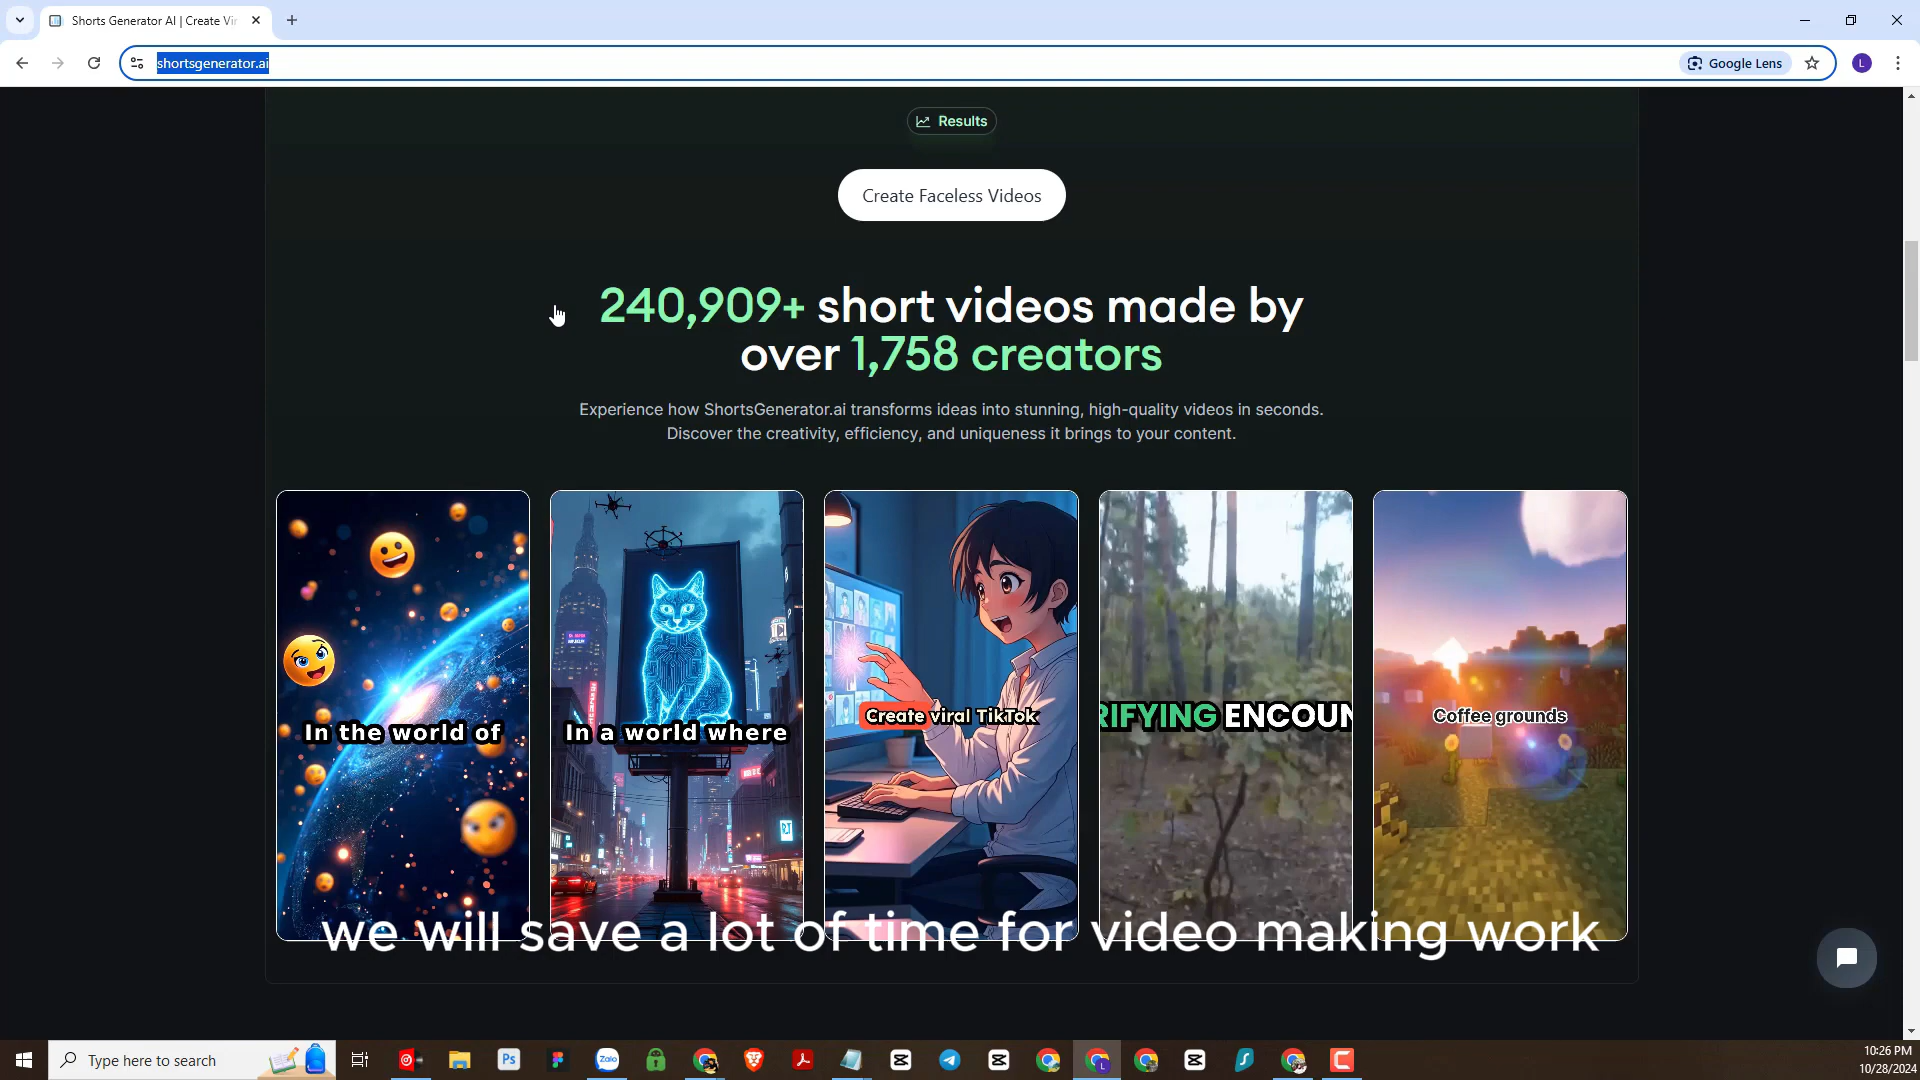 Shorts Generator AI | Create Vir
shortsgenerator.ai
Google Lens
L
Results
Create Faceless Videos
240,909+ short videos made by
over 1,758 creators
Experience how ShortsGenerator.ai transforms ideas into stunning, high-quality videos in seconds.
Discover the creativity, efficiency, and uniqueness it brings to your content.
In the world of
In a world where
Create viral TikTok
RIFYING ENCOUN
Coffee grounds
we will save a lot of time for video making work
Type here to search
Ps
Zalo
L
10:26 PM
10/28/2024